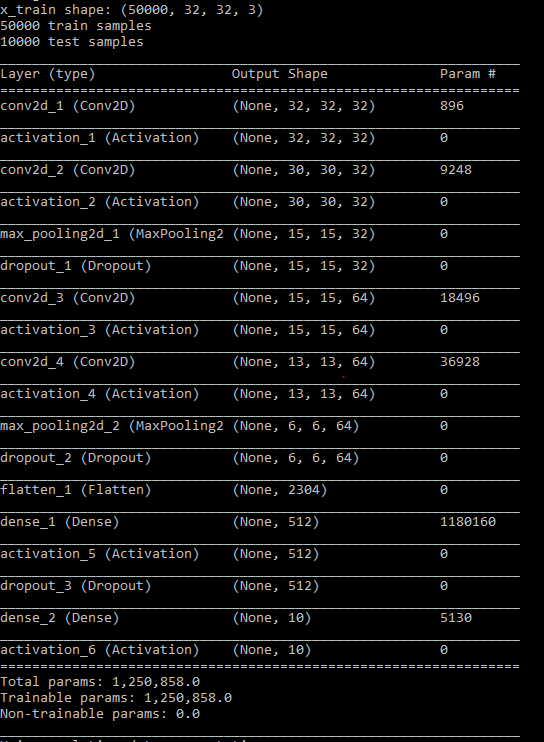 x_train shape: (50000, 32, 32, 3)
50000 train samples
10000 test samples
Layer (type) Output Shape Param #
conv2d_1 (Conv2D) (None, 32, 32, 32) 896
activation_1 (Activation) (None, 32, 32, 32) 0
conv2d_2 (Conv2D) (None, 30, 30, 32) 9248
activation_2 (Activation) (None, 30, 30, 32) 0
max_pooling2d_1 (MaxPooling2 (None, 15, 15, 32) 0
dropout_1 (Dropout) (None, 15, 15, 32) 0
conv2d_3 (Conv2D) (None, 15, 15, 64) 18496
activation_3 (Activation) (None, 15, 15, 64) 0
conv2d_4 (Conv2D) (None, 13, 13, 64) 36928
activation_4 (Activation) (None, 13, 13, 64) 0
max_pooling2d_2 (MaxPooling2 (None, 6, 6, 64) 0
dropout_2 (Dropout) (None, 6, 6, 64) 0
flatten_1 (Flatten) (None, 2304) 0
dense_1 (Dense) (None, 512) 1180160
activation_5 (Activation) (None, 512) 0
dropout_3 (Dropout) (None, 512) 0
dense_2 (Dense) (None, 10) 5130
activation_6 (Activation) (None, 10) 0
Total params: 1,250,858.0
Trainable params: 1,250,858.0
Non-trainable params: 0.0